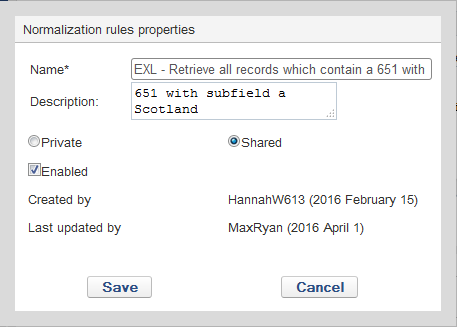 Normalization rules properties
Name* EXL - Retrieve all records which contain a 651 with
Description: 651 with subfield a
Scotland
Private Shared
Enabled
Created by HannahW613 (2016 February 15)
Last updated by MaxRyan (2016 April 1)
Save Cancel